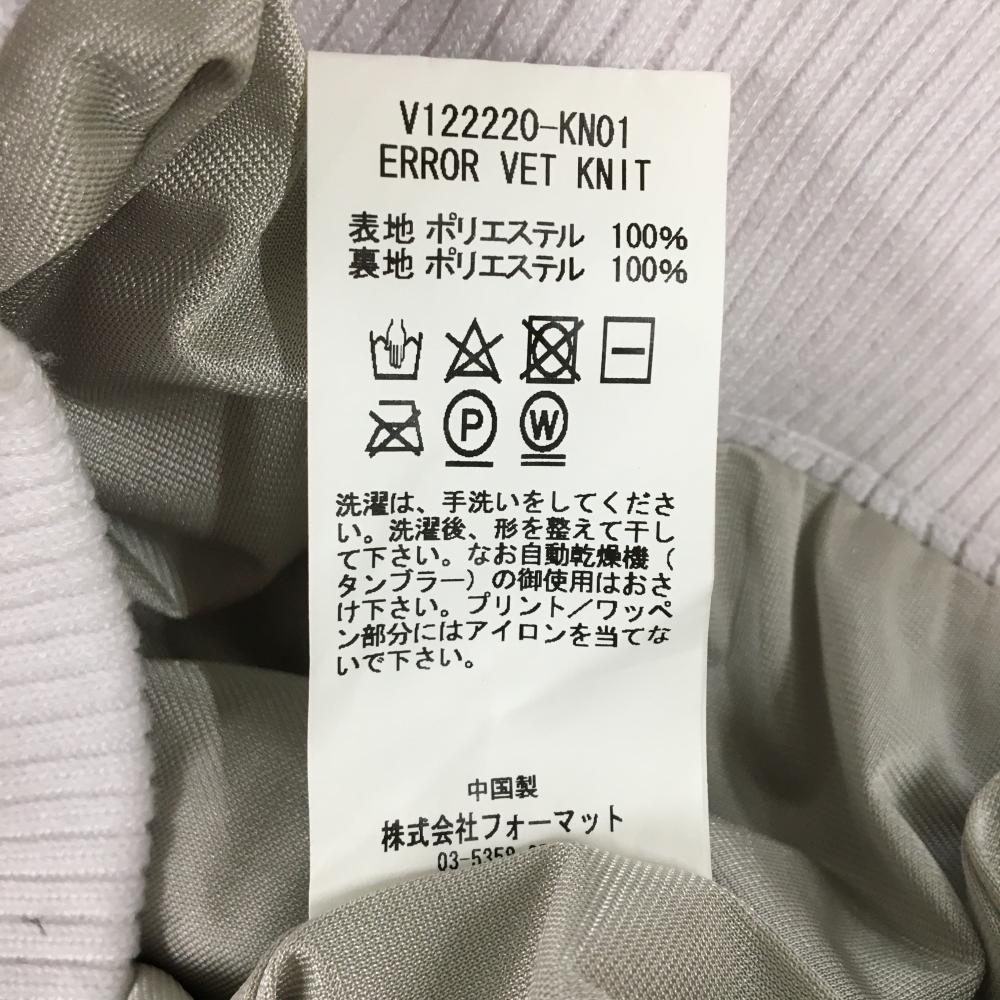 V122220-KN01
ERROR VET KNIT
表地 ポリエステル 100%
裏地 ポリエステル 100%
P W
洗濯は、手洗いをしてくださ
い。洗濯後、形を整えて干し
て下さい。なお自動乾燥機(
タンブラー)の御使用はおさ
け下さい。プリント/ワッペ
ン部分にはアイロンを当てな
いで下さい。
中国製
株式会社フォーマット